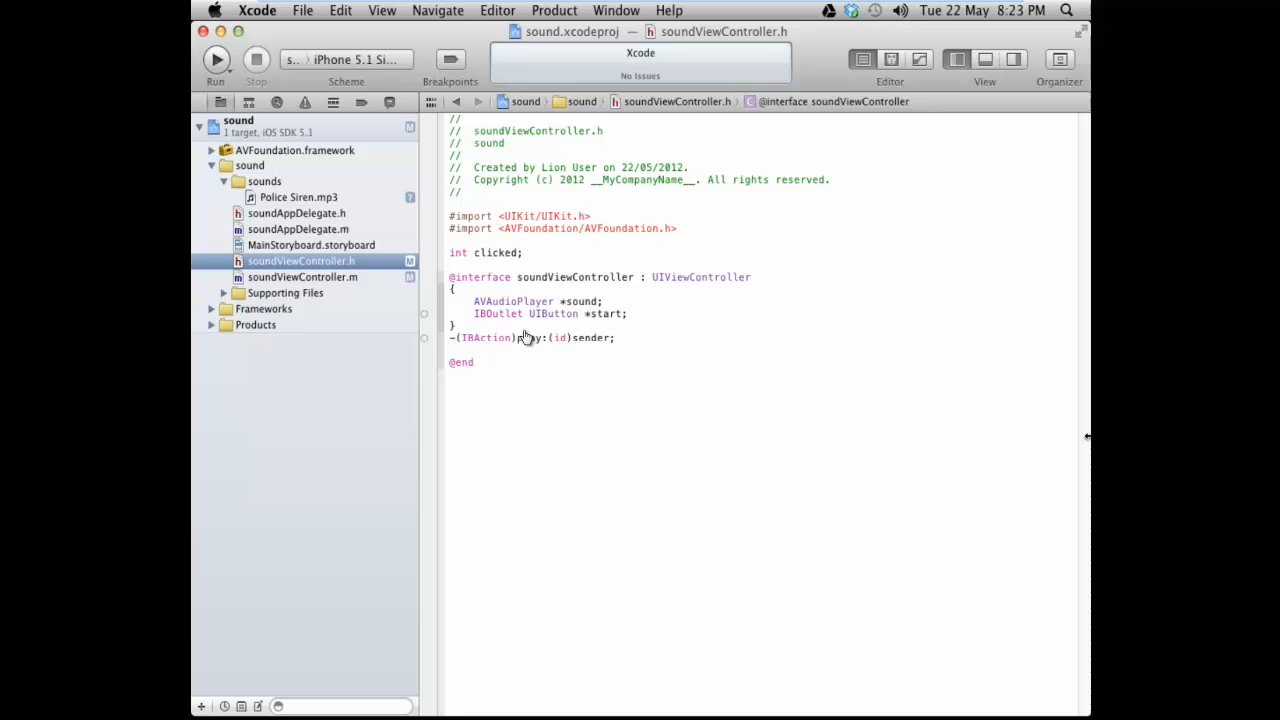 Xcode File Edit View Navigate Editor Product Window Help Tue 22 May 8:23 PM
sound.xcodeproj — soundViewController.h
s.. iPhone 5.1 Si...
Xcode
No Issues
Run Stop Scheme Breakpoints Editor View Organizer
sound sound soundViewController.h @interface soundViewController
sound
1 target, iOS SDK 5.1
AVFoundation.framework
sound
sounds
Police Siren.mp3
soundAppDelegate.h
soundAppDelegate.m
MainStoryboard.storyboard
soundViewController.h
soundViewController.m
Supporting Files
Frameworks
Products
//
// soundViewController.h
// sound
//
// Created by Lion User on 22/05/2012.
// Copyright (c) 2012 __MyCompanyName__. All rights reserved.
//
#import <UIKit/UIKit.h>
#import <AVFoundation/AVFoundation.h>
int clicked;
@interface soundViewController : UIViewController
{
AVAudioPlayer *sound;
IBOutlet UIButton *start;
}
-(IBAction)play:(id)sender;
@end